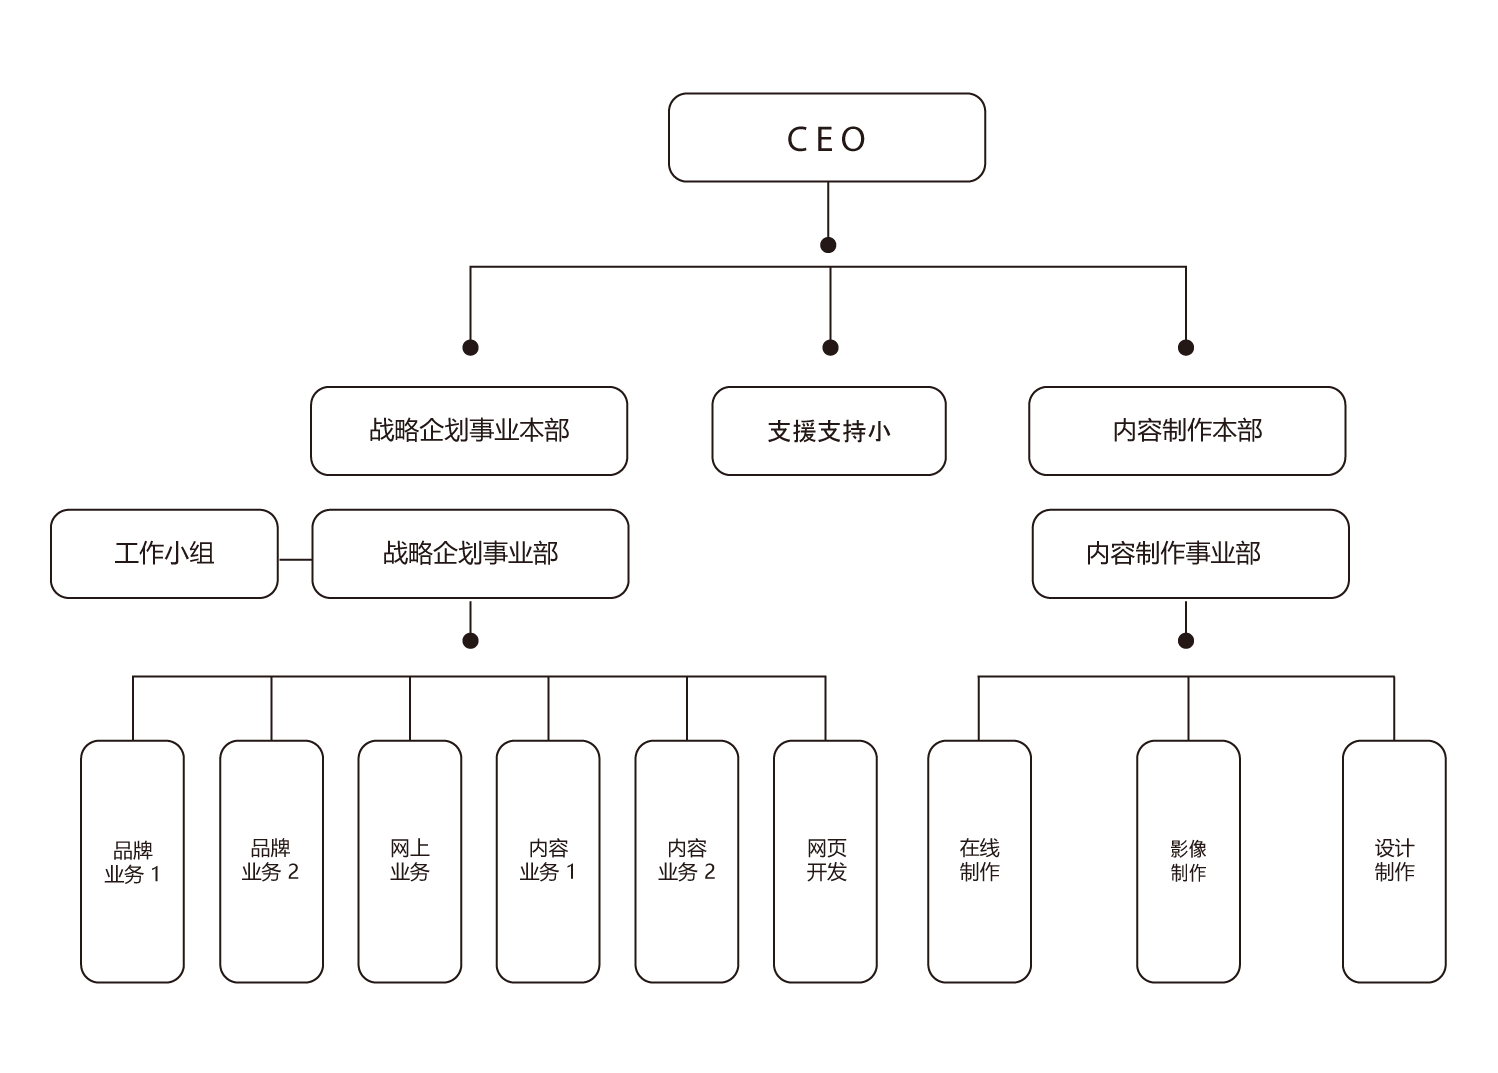 CEO
战略企划事业本部
支援支持小
内容制作本部
工作小组
战略企划事业部
内容制作事业部
品牌
业务 1
品牌
业务 2
网上
业务
内容
业务 1
内容
业务 2
网页
开发
在线
制作
影像
制作
设计
制作